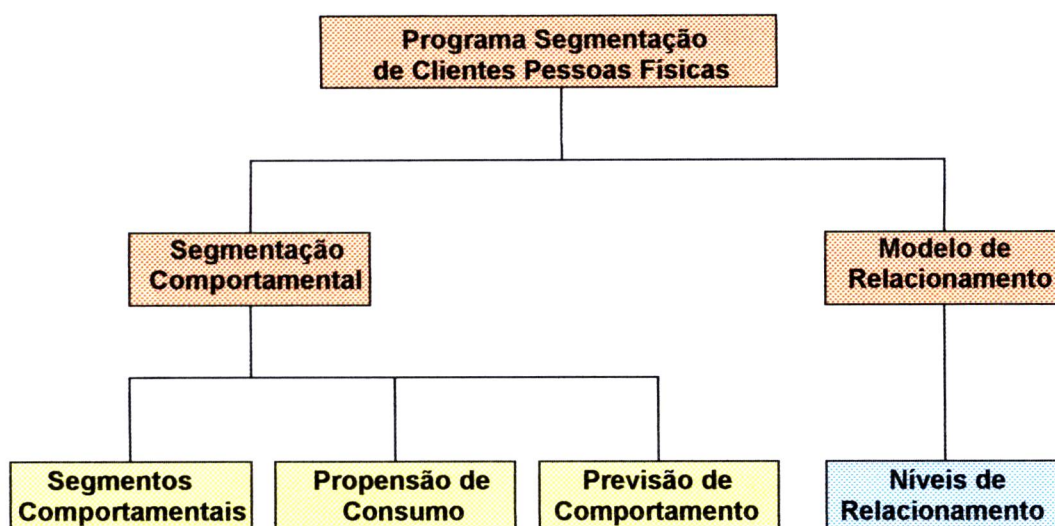 Programa Segmentação
de Clientes Pessoas Físicas
Segmentação
Comportamental
Modelo de
Relacionamento
Segmentos
Comportamentais
Propensão de
Consumo
Previsão de
Comportamento
Níveis de
Relacionamento